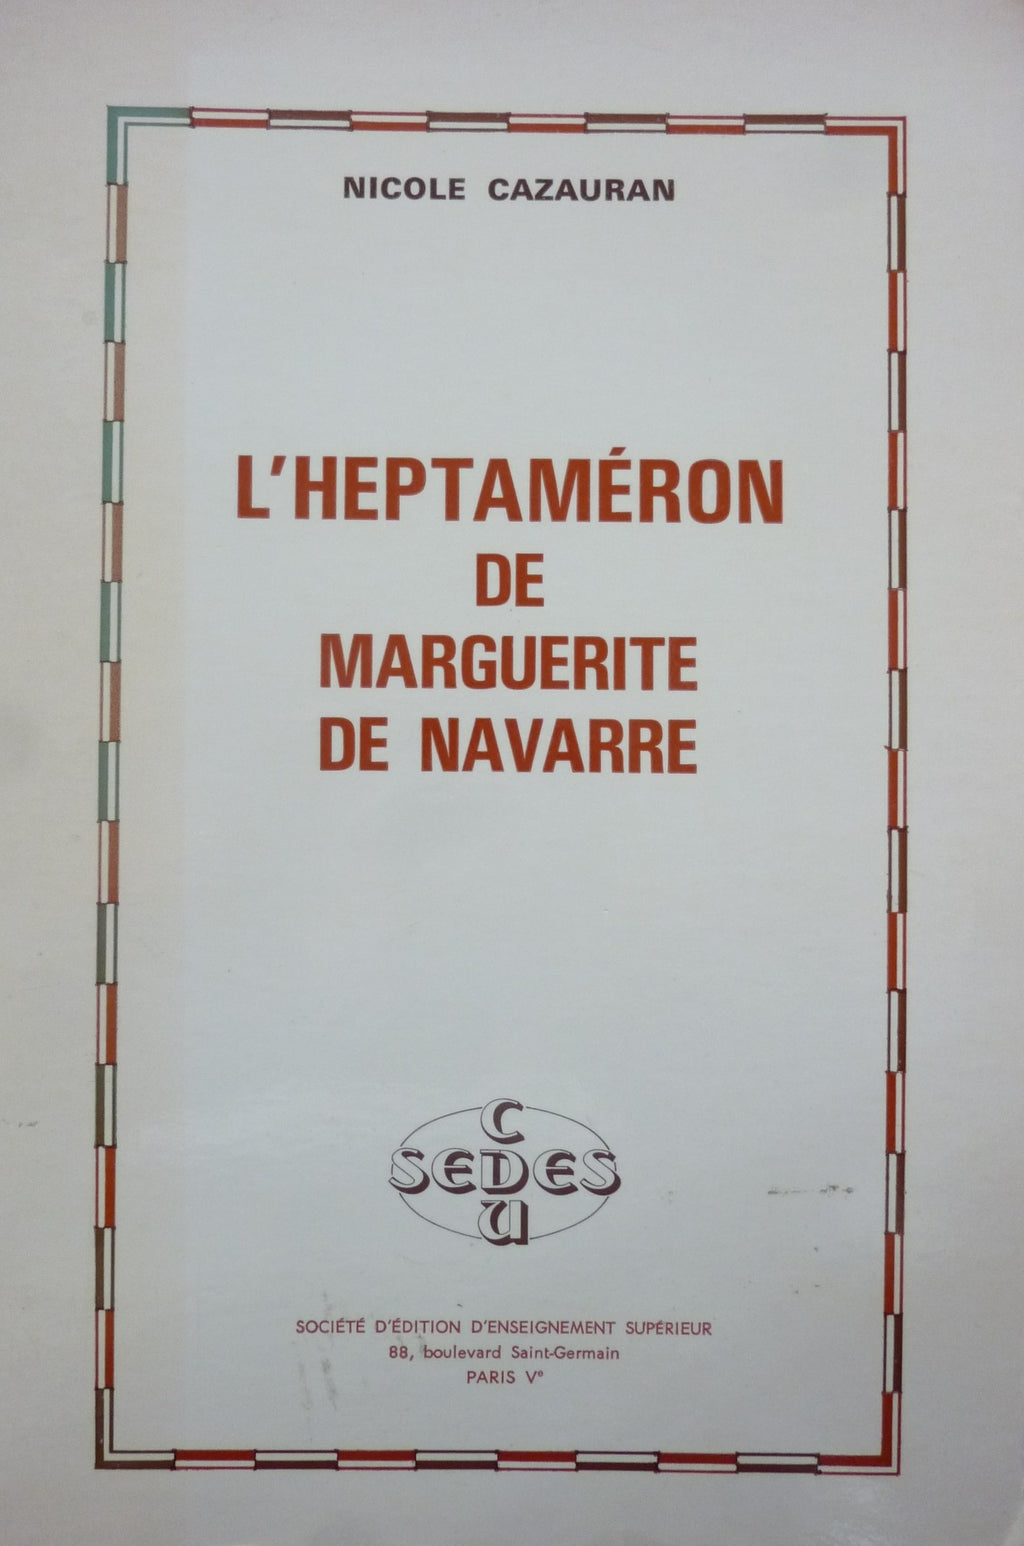 NICOLE CAZAURAN
L'HEPTAMÉRON
DE
MARGUERITE
DE NAVARRE
C
SEDES
U
SOCIÉTÉ D'ÉDITION D'ENSEIGNEMENT SUPÉRIEUR
88, boulevard Saint-Germain
PARIS Vᵉ